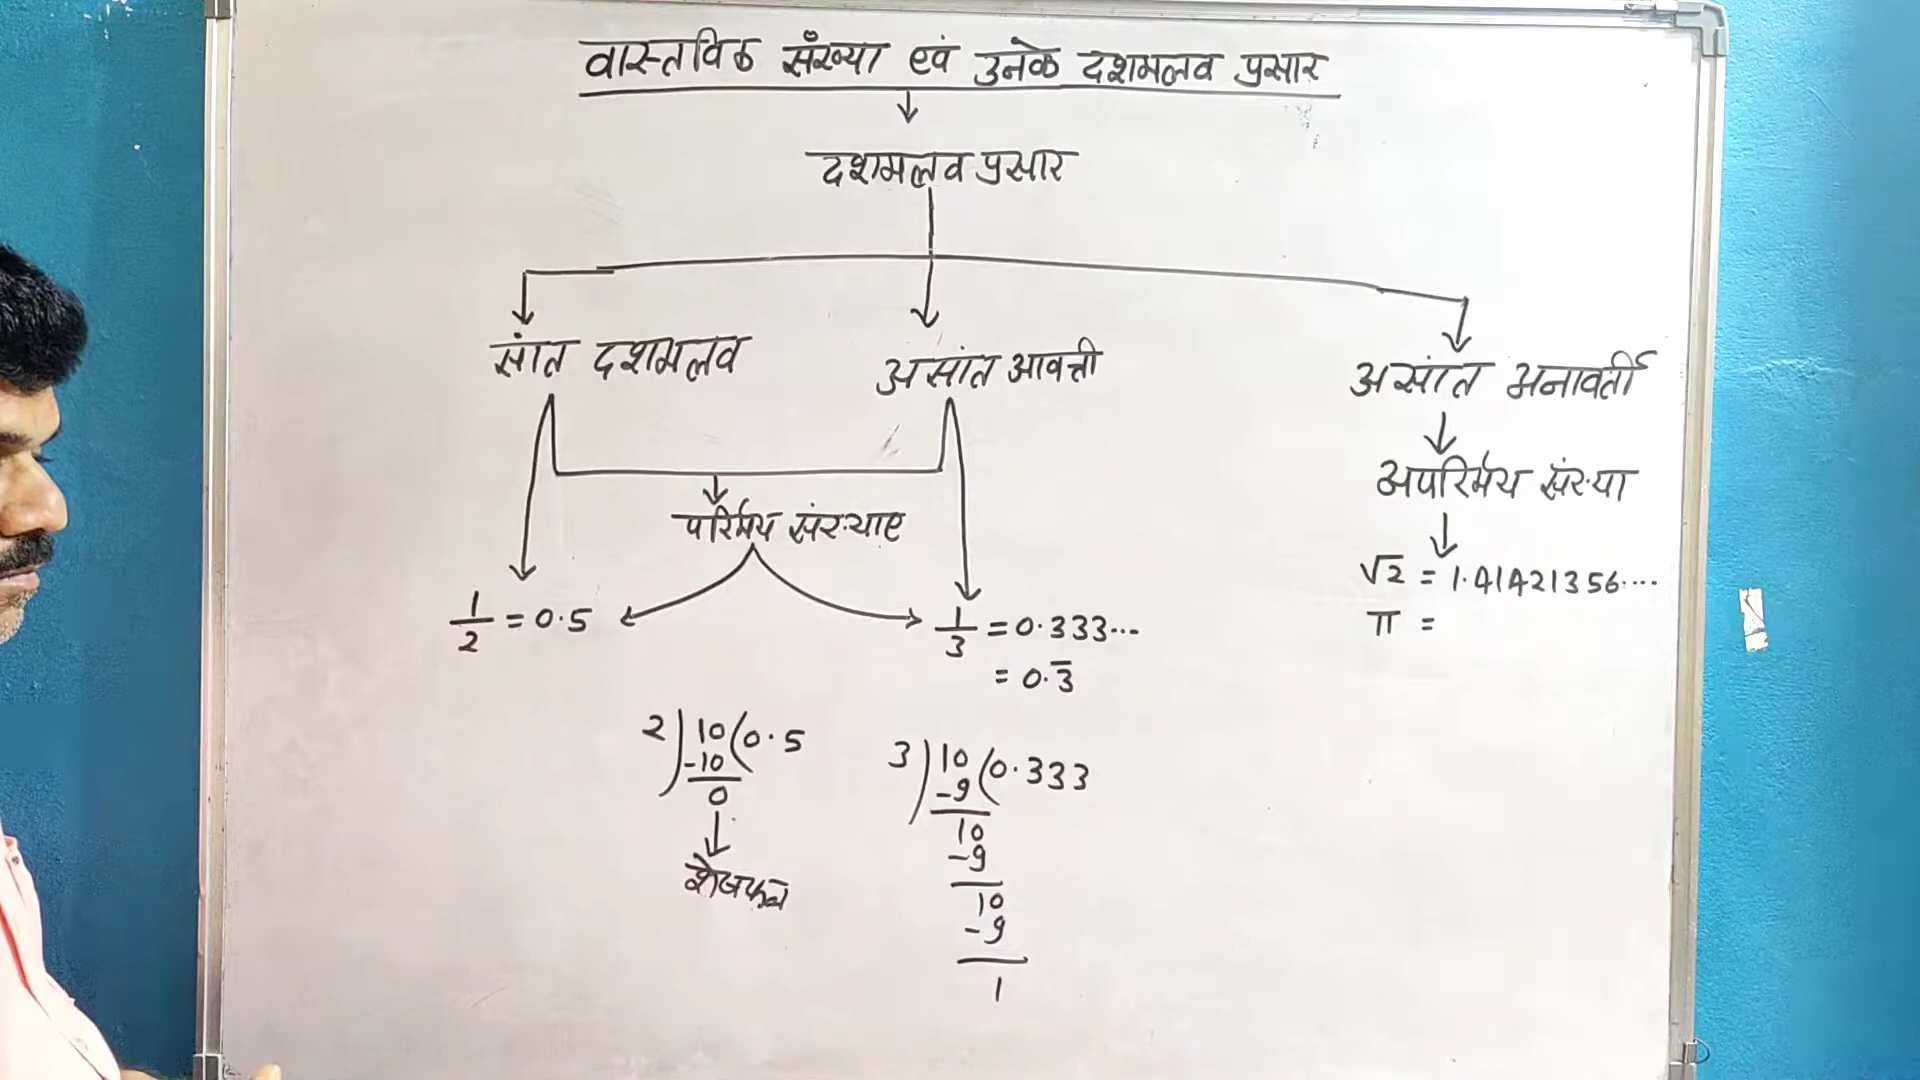 वास्तविक संख्या एवं उनके दशमलव प्रसार
दशमलव प्रसार
सांत दशमलव
असांत आवर्ती
असांत अनावर्ती
परिमेय संख्याए
अपरिमेय संख्या
1/2 = 0.5
1/3 = 0.333...
= 0.3̅
√2 = 1.41421356....
π =
2)10(0.5
-10
0
शेषफल
3)10(0.333
-9
10
-9
10
-9
1